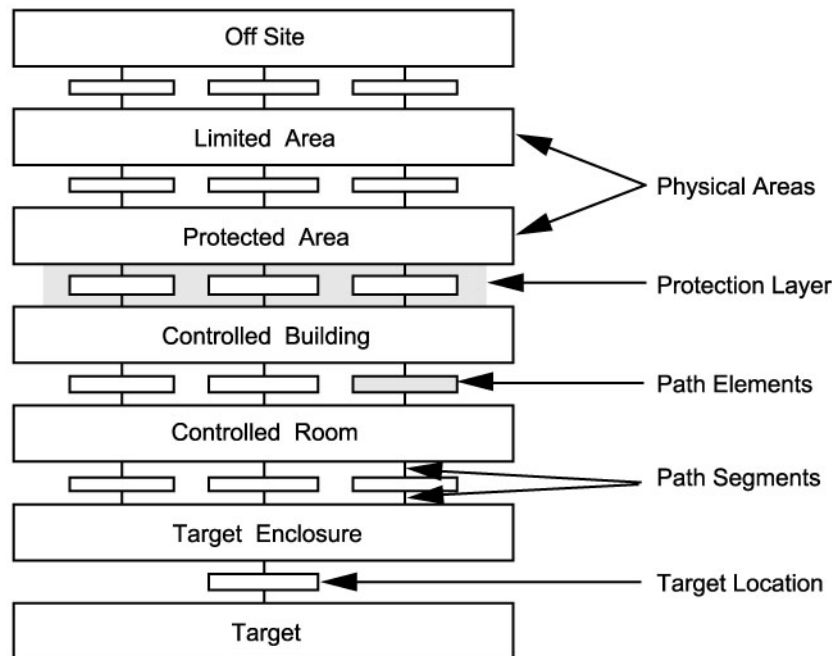 Off Site
Limited Area
Physical Areas
Protected Area
Protection Layer
Controlled Building
Path Elements
Controlled Room
Path Segments
Target Enclosure
Target Location
Target